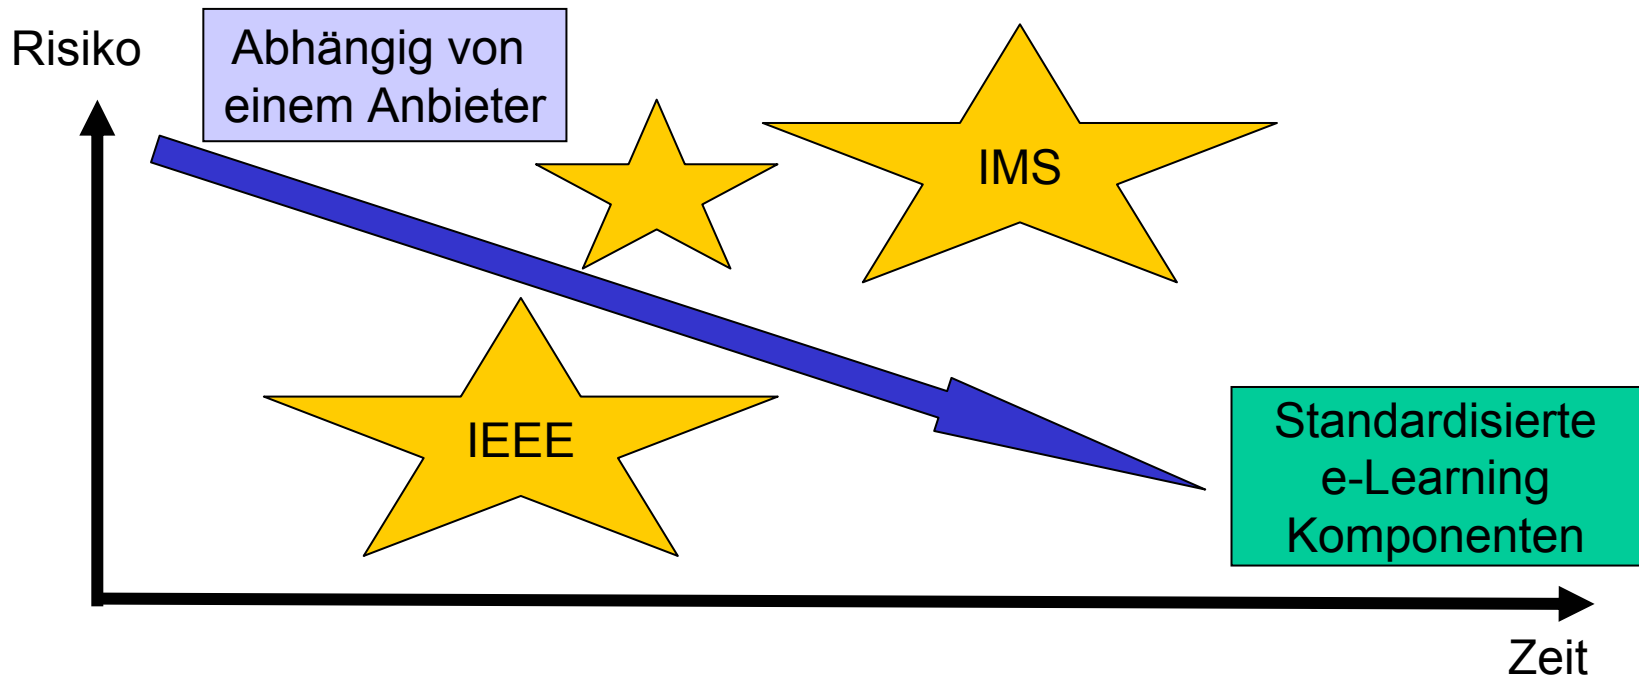 Risiko
Abhängig von
einem Anbieter
IMS
IEEE
Standardisierte
e-Learning
Komponenten
Zeit